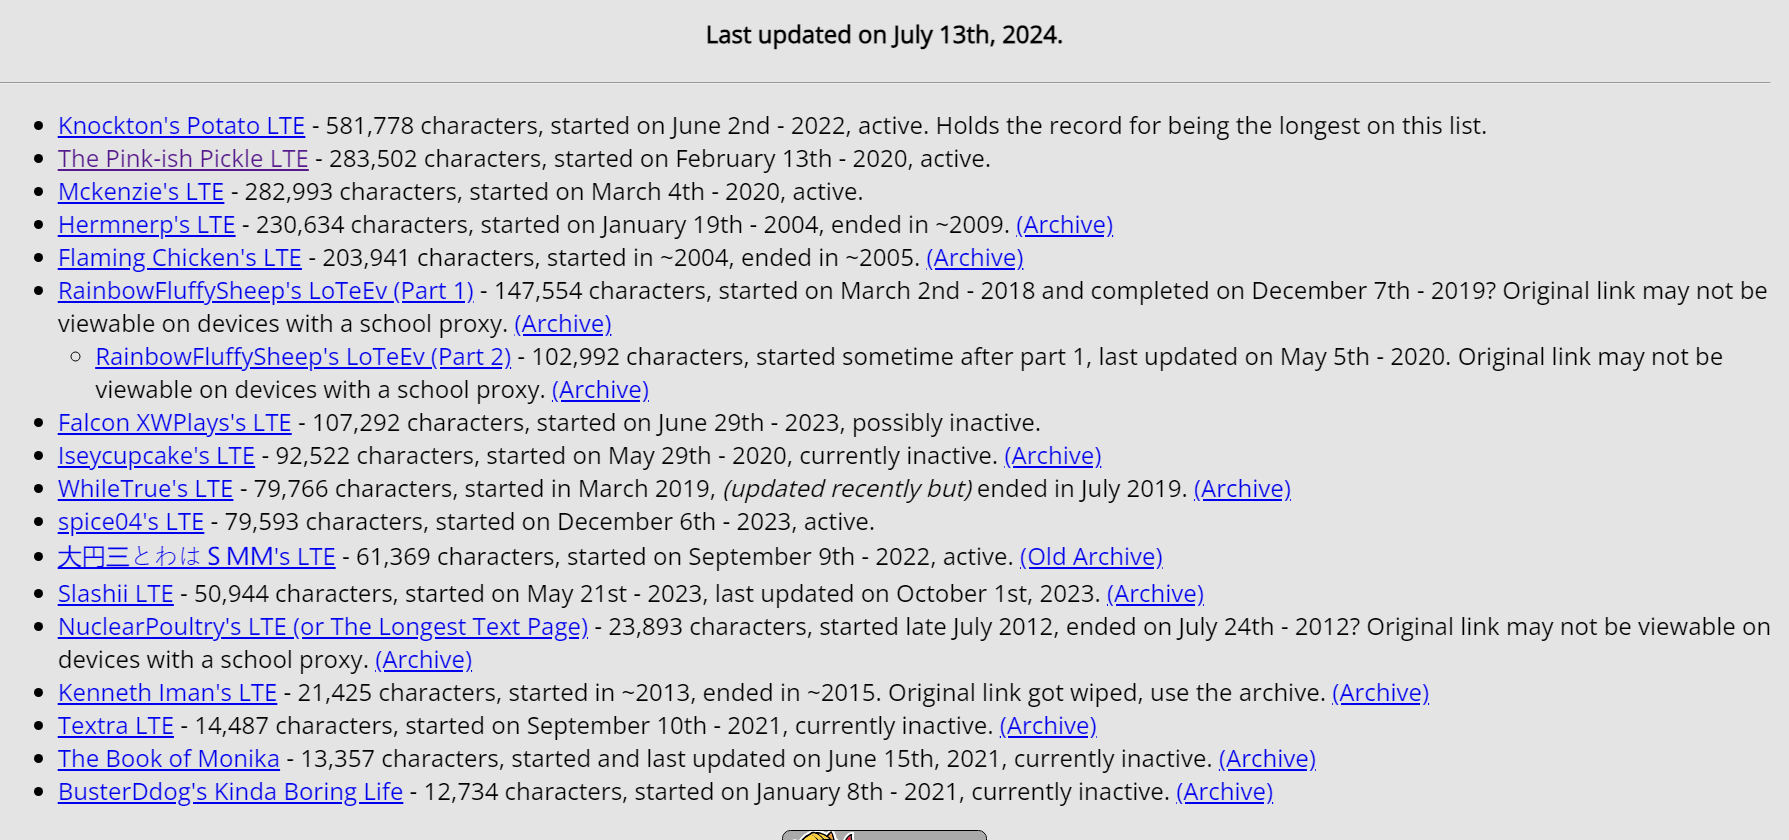 Last updated on July 13th, 2024.
Knockton's Potato LTE - 581,778 characters, started on June 2nd - 2022, active. Holds the record for being the longest on this list.
The Pink-ish Pickle LTE - 283,502 characters, started on February 13th - 2020, active.
Mckenzie's LTE - 282,993 characters, started on March 4th - 2020, active.
Hermnerp's LTE - 230,634 characters, started on January 19th - 2004, ended in ~2009. (Archive)
Flaming Chicken's LTE - 203,941 characters, started in ~2004, ended in ~2005. (Archive)
RainbowFluffySheep's LoTeEv (Part 1) - 147,554 characters, started on March 2nd - 2018 and completed on December 7th - 2019? Original link may not be
viewable on devices with a school proxy. (Archive)
RainbowFluffySheep's LoTeEv (Part 2) - 102,992 characters, started sometime after part 1, last updated on May 5th - 2020. Original link may not be
viewable on devices with a school proxy. (Archive)
Falcon XWPlays's LTE - 107,292 characters, started on June 29th - 2023, possibly inactive.
Iseycupcake's LTE - 92,522 characters, started on May 29th - 2020, currently inactive. (Archive)
WhileTrue's LTE - 79,766 characters, started in March 2019, (updated recently but) ended in July 2019. (Archive)
spice04's LTE - 79,593 characters, started on December 6th - 2023, active.
大円三とわはＳＭＭ's LTE - 61,369 characters, started on September 9th - 2022, active. (Old Archive)
Slashii LTE - 50,944 characters, started on May 21st - 2023, last updated on October 1st, 2023. (Archive)
NuclearPoultry's LTE (or The Longest Text Page) - 23,893 characters, started late July 2012, ended on July 24th - 2012? Original link may not be viewable on
devices with a school proxy. (Archive)
Kenneth Iman's LTE - 21,425 characters, started in ~2013, ended in ~2015. Original link got wiped, use the archive. (Archive)
Textra LTE - 14,487 characters, started on September 10th - 2021, currently inactive. (Archive)
The Book of Monika - 13,357 characters, started and last updated on June 15th, 2021, currently inactive. (Archive)
BusterDdog's Kinda Boring Life - 12,734 characters, started on January 8th - 2021, currently inactive. (Archive)